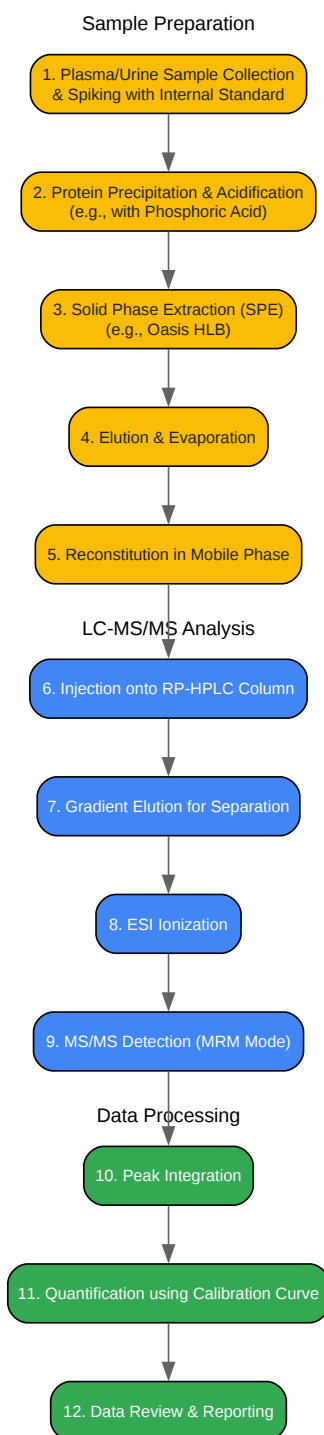 Sample Preparation
1. Plasma/Urine Sample Collection
& Spiking with Internal Standard
2. Protein Precipitation & Acidification
(e.g., with Phosphoric Acid)
3. Solid Phase Extraction (SPE)
(e.g., Oasis HLB)
4. Elution & Evaporation
5. Reconstitution in Mobile Phase
LC-MS/MS Analysis
6. Injection onto RP-HPLC Column
7. Gradient Elution for Separation
8. ESI Ionization
9. MS/MS Detection (MRM Mode)
Data Processing
10. Peak Integration
11. Quantification using Calibration Curve
12. Data Review & Reporting